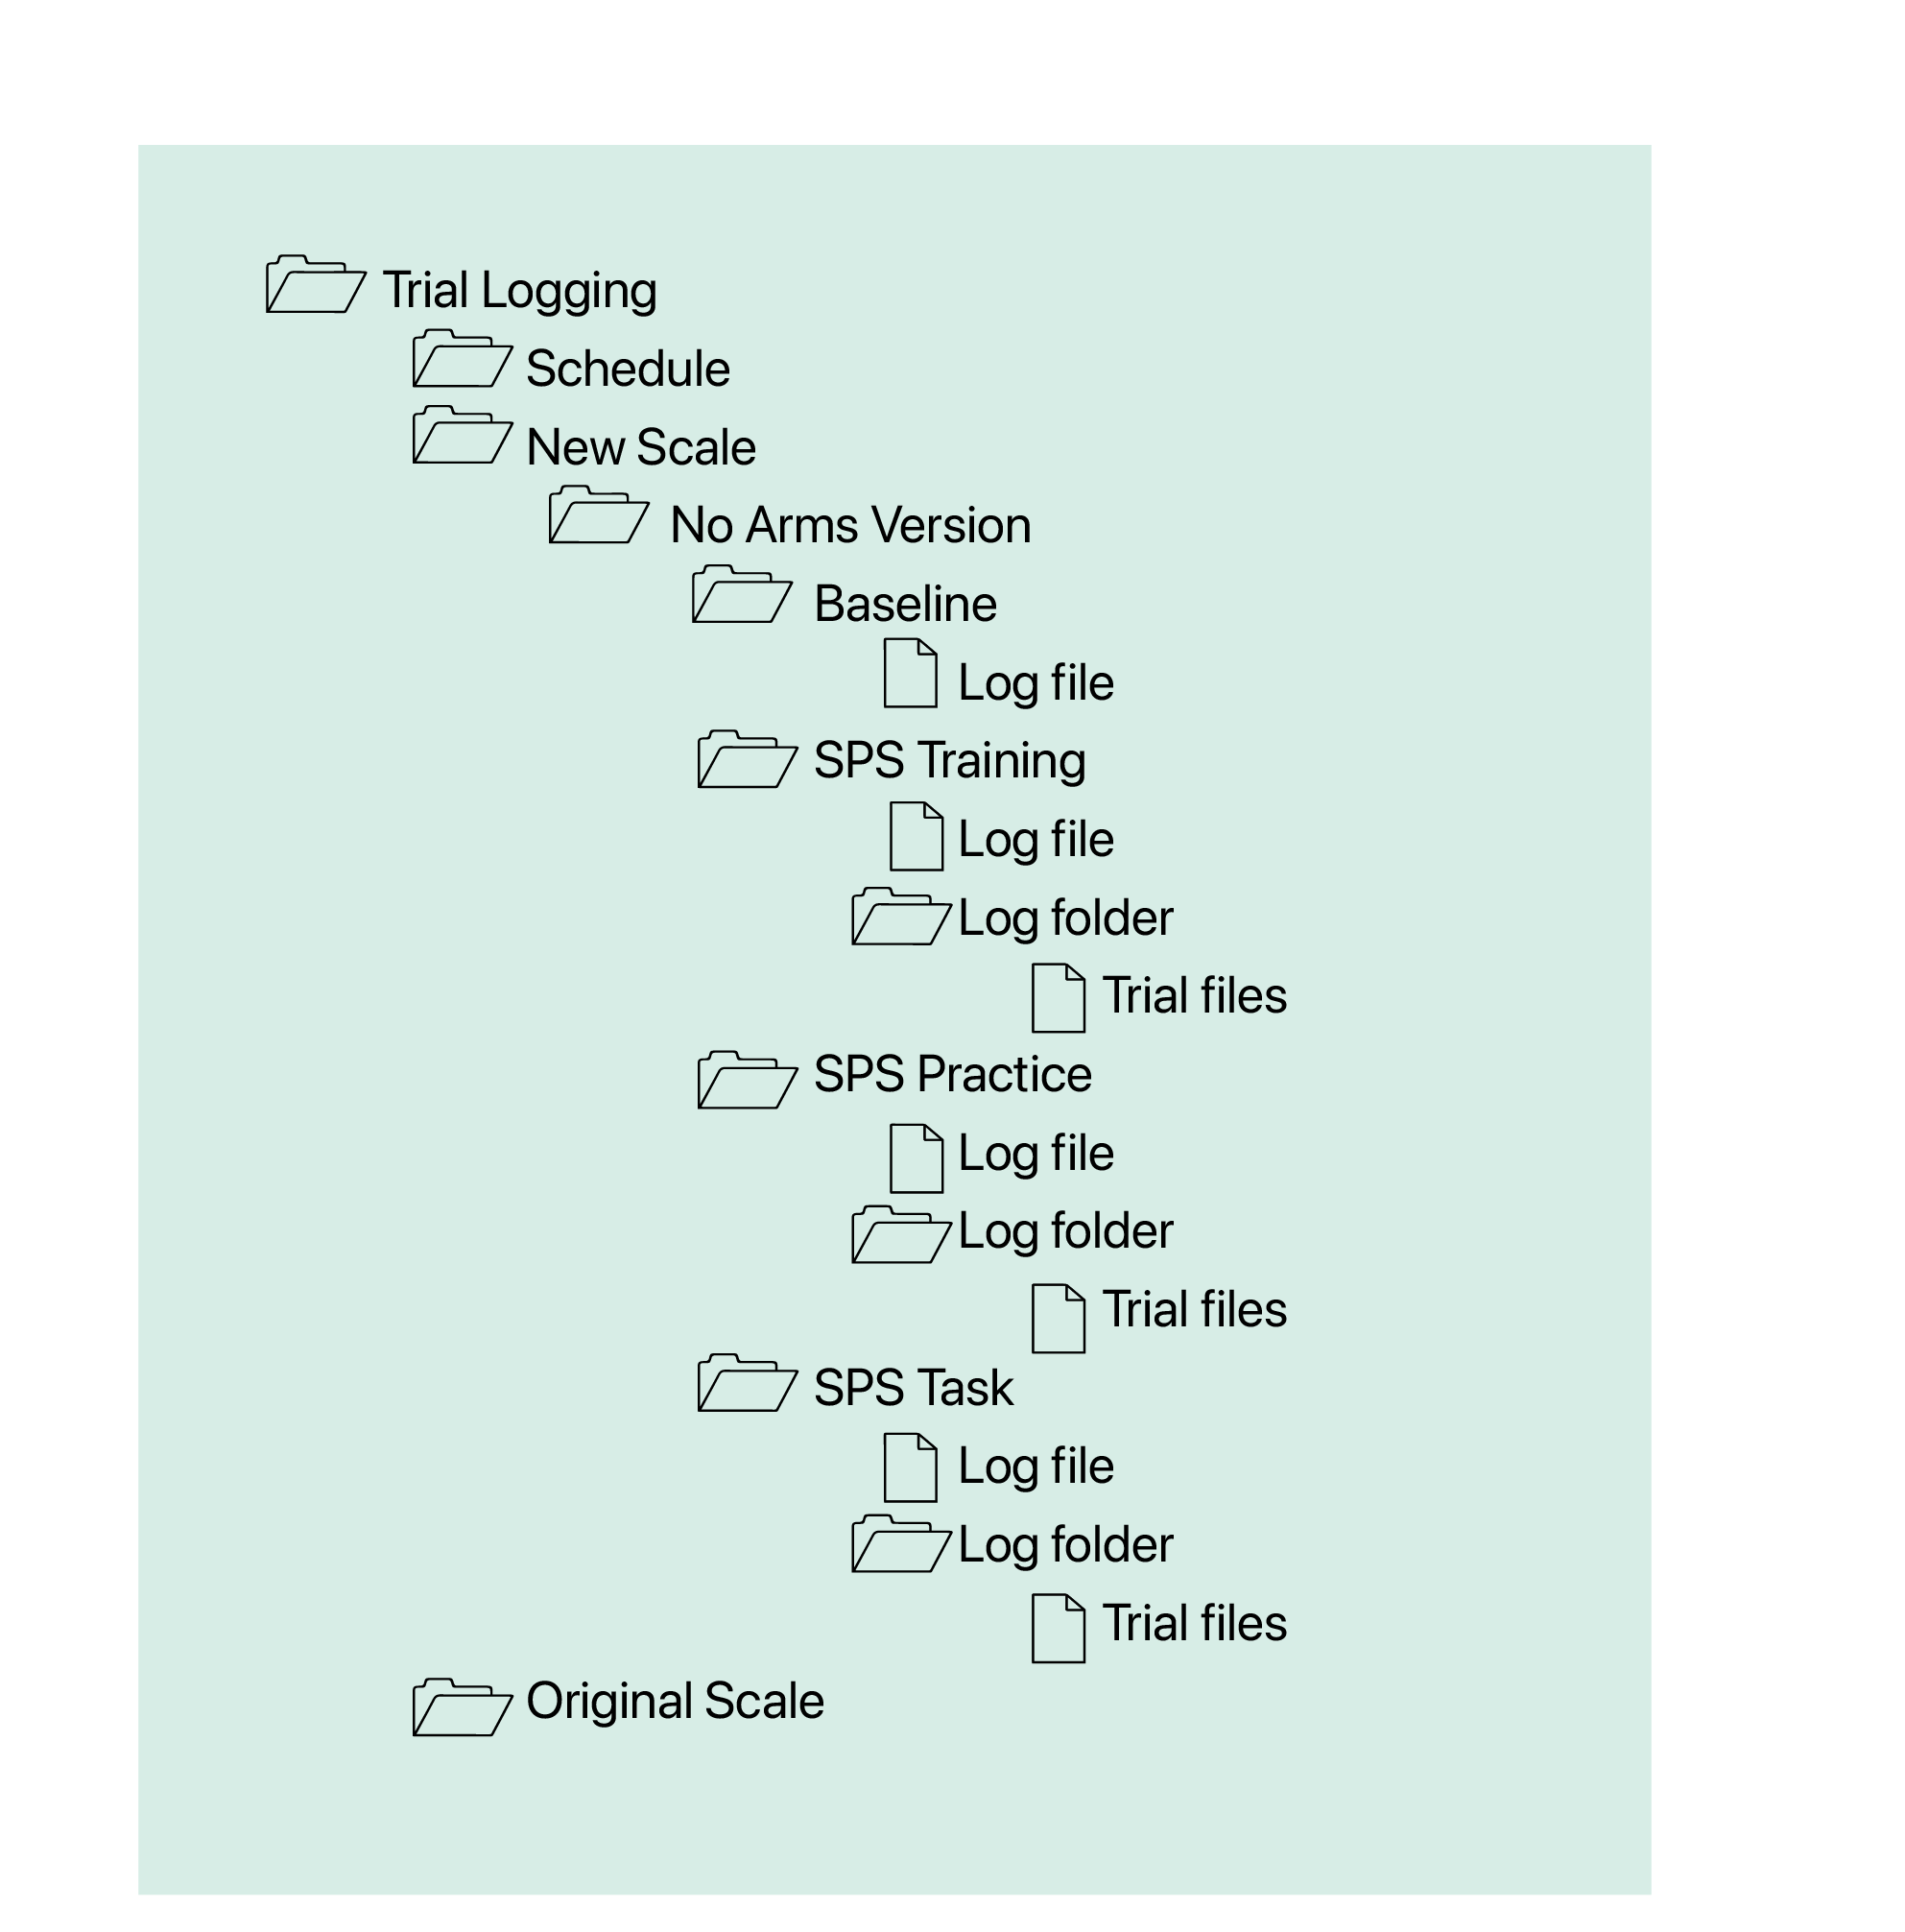 Trial Logging
Schedule
New Scale
No Arms Version
Baseline
Log file
SPS Training
Log file
Log folder
Trial files
SPS Practice
Log file
Log folder
Trial files
SPS Task
Log file
Log folder
Trial files
Original Scale